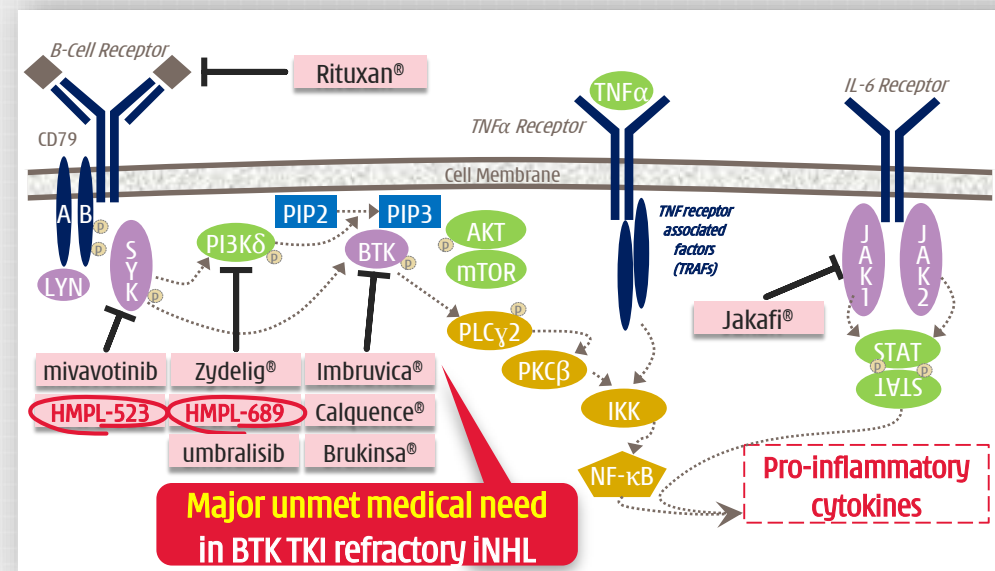 B-Cell Receptor
Rituxan®
TNFα
TNFα Receptor
IL-6 Receptor
CD79
Cell Membrane
A B
p
p
SYK
p
LYN
PI3Kδ
p
PIP2
PIP3
BTK
p
p
AKT
mTOR
TNF receptor
associated
factors
(TRAFs)
JAK1
JAK2
Jakafi®
PLCγ2
p
PKCβ
IKK
NF-κB
STAT
p
p
STAT
mivavotinib
HMPL-523
Zydelig®
HMPL-689
umbralisib
Imbruvica®
Calquence®
Brukinsa®
Major unmet medical need
in BTK TKI refractory iNHL
Pro-inflammatory
cytokines